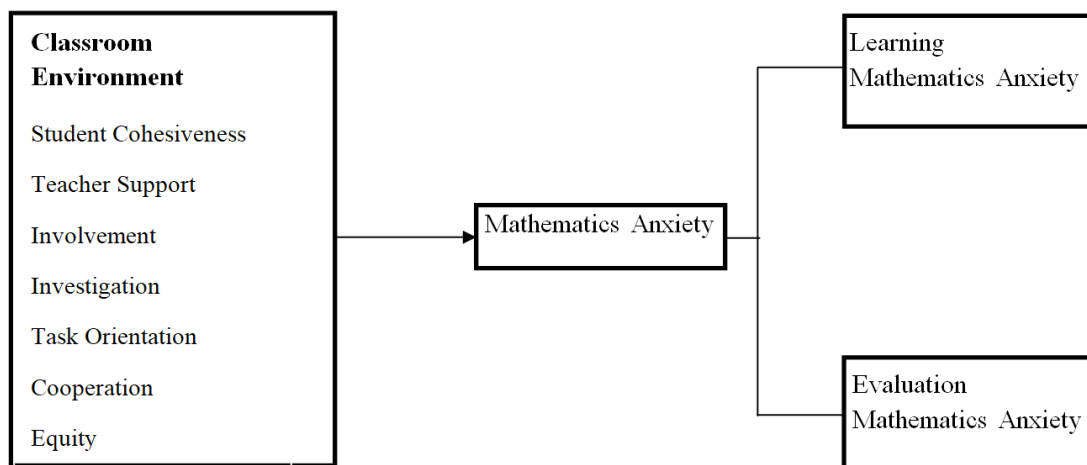 Classroom
Environment
Student Cohesiveness
Teacher Support
Involvement
Investigation
Task Orientation
Cooperation
Equity
Mathematics Anxiety
Learning
Mathematics Anxiety
Evaluation
Mathematics Anxiety